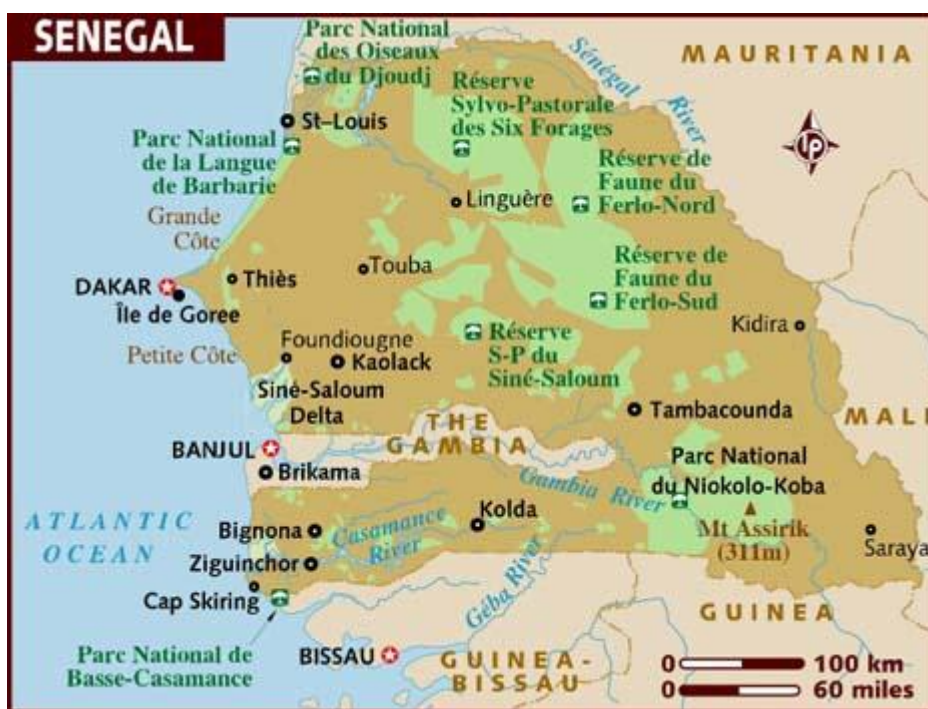 SENEGAL
Parc National
des Oiseaux
du Djoudj
MAURITANIA
Sénégal River
Réserve
Sylvo-Pastorale
des Six Forages
St–Louis
Parc National
de la Langue
de Barbarie
lp
Réserve de
Faune du
Ferlo-Nord
Linguère
Grande
Côte
Réserve de
Faune du
Ferlo-Sud
Touba
Thiès
DAKAR
Île de Goree
Kidira
Petite Côte
Foundiougne
Kaolack
Réserve
S-P du
Siné-Saloum
Siné-Saloum
Delta
Tambacounda
MALI
THE
GAMBIA
BANJUL
Brikama
Parc National
du Niokolo-Koba
Gambia River
Kolda
Mt Assirik
(311m)
ATLANTIC
OCEAN
Bignona
Casamance
River
Saraya
Ziguinchor
Cap Skiring
Géba River
GUINEA
Parc National de
Basse-Casamance
BISSAU
GUINEA-
BISSAU
0 100 km
0 60 miles